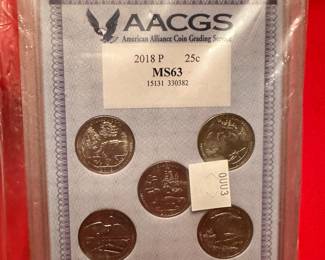 AACGS
American Alliance Coin Grading Service
2018 P 25c
MS63
15131 330382
0003